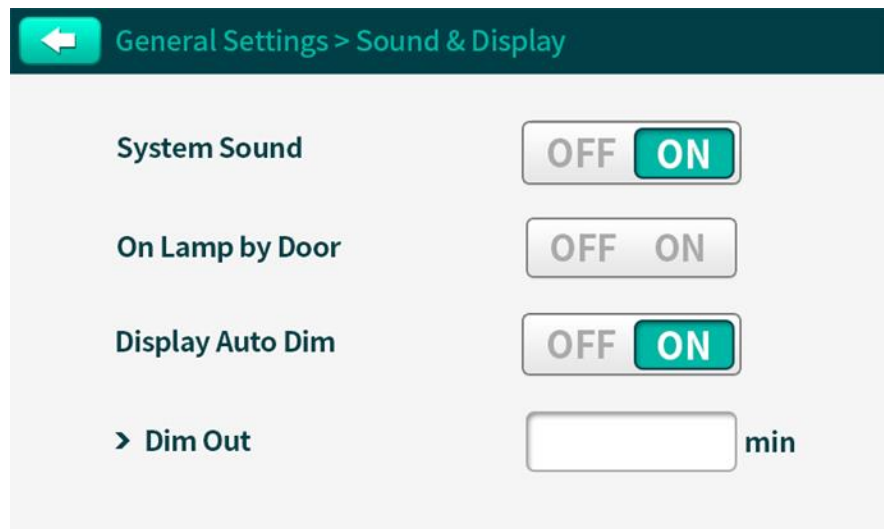 General Settings > Sound & Display
System Sound OFF ON
On Lamp by Door OFF ON
Display Auto Dim OFF ON
> Dim Out min